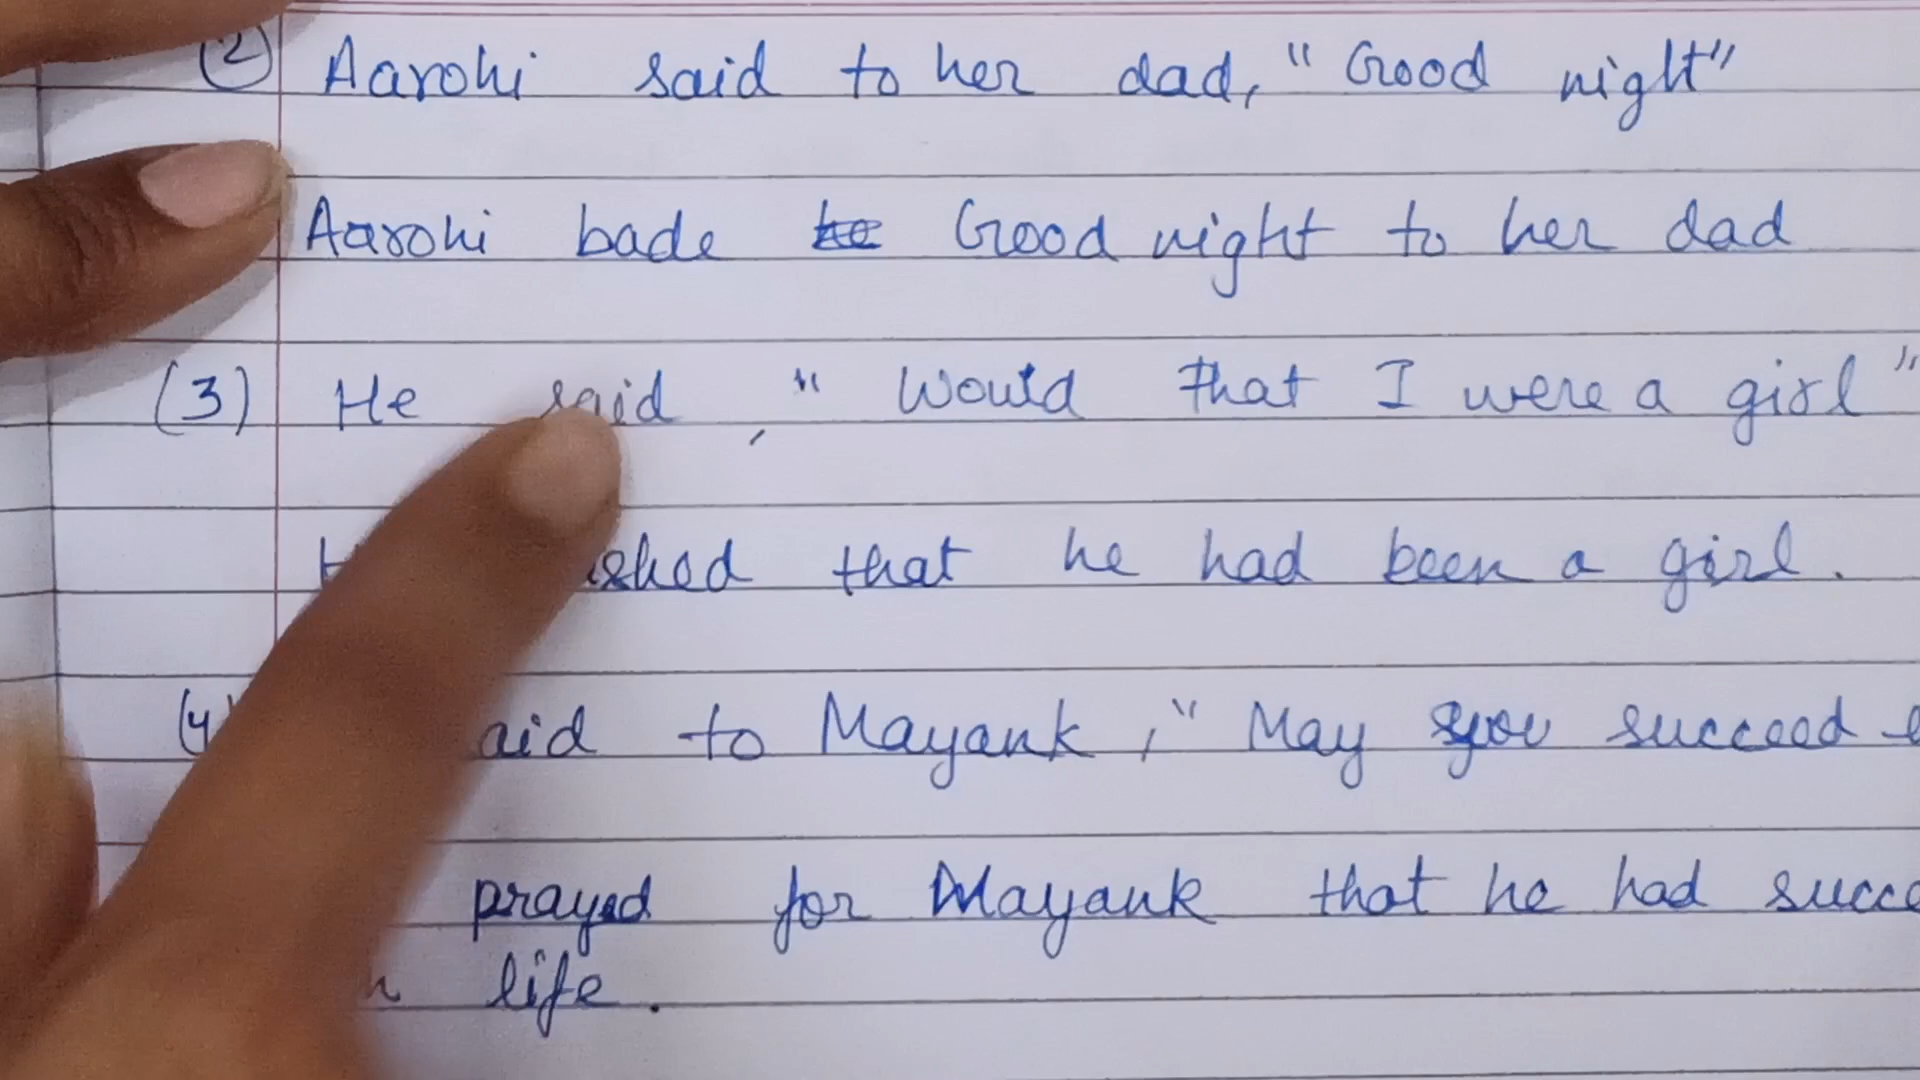 (2) Aarohi said to her dad, "Good night"
Aarohi bade Good night to her dad
(3) He said, "Would that I were a girl"
that he had been a girl.
(4) to Mayank, "May you succeed
prayed for Mayank that he had
life.